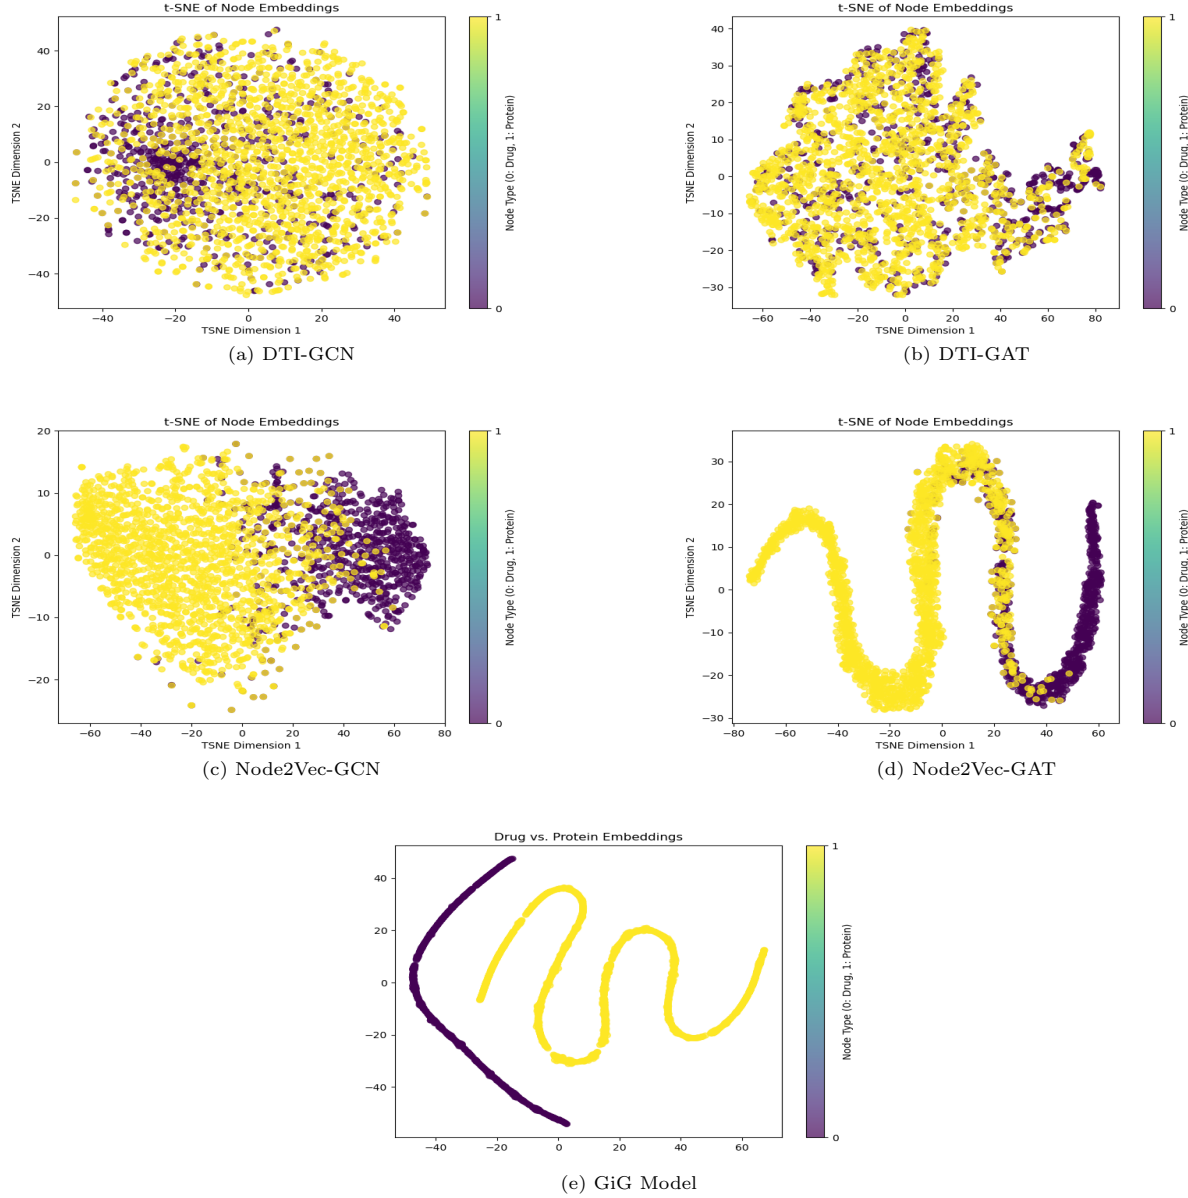 t-SNE of Node Embeddings
40
20
0
−20
−40
TSNE Dimension 2
−40 −20 0 20 40
TSNE Dimension 1
1
0
Node Type (0: Drug, 1: Protein)
(a) DTI-GCN
t-SNE of Node Embeddings
40
30
20
10
0
−10
−20
−30
TSNE Dimension 2
−60 −40 −20 0 20 40 60 80
TSNE Dimension 1
1
0
Node Type (0: Drug, 1: Protein)
(b) DTI-GAT
t-SNE of Node Embeddings
20
10
0
−10
−20
TSNE Dimension 2
−60 −40 −20 0 20 40 60 80
TSNE Dimension 1
1
0
Node Type (0: Drug, 1: Protein)
(c) Node2Vec-GCN
t-SNE of Node Embeddings
30
20
10
0
−10
−20
−30
TSNE Dimension 2
−80 −60 −40 −20 0 20 40 60
TSNE Dimension 1
1
0
Node Type (0: Drug, 1: Protein)
(d) Node2Vec-GAT
Drug vs. Protein Embeddings
40
20
0
−20
−40
−40 −20 0 20 40 60
1
0
Node Type (0: Drug, 1: Protein)
(e) GiG Model